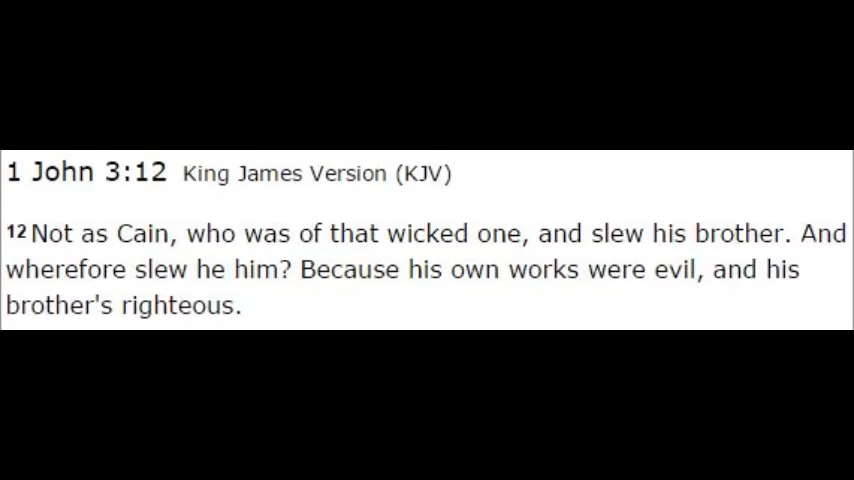 1 John 3:12 King James Version (KJV)
12 Not as Cain, who was of that wicked one, and slew his brother. And
wherefore slew he him? Because his own works were evil, and his
brother's righteous.